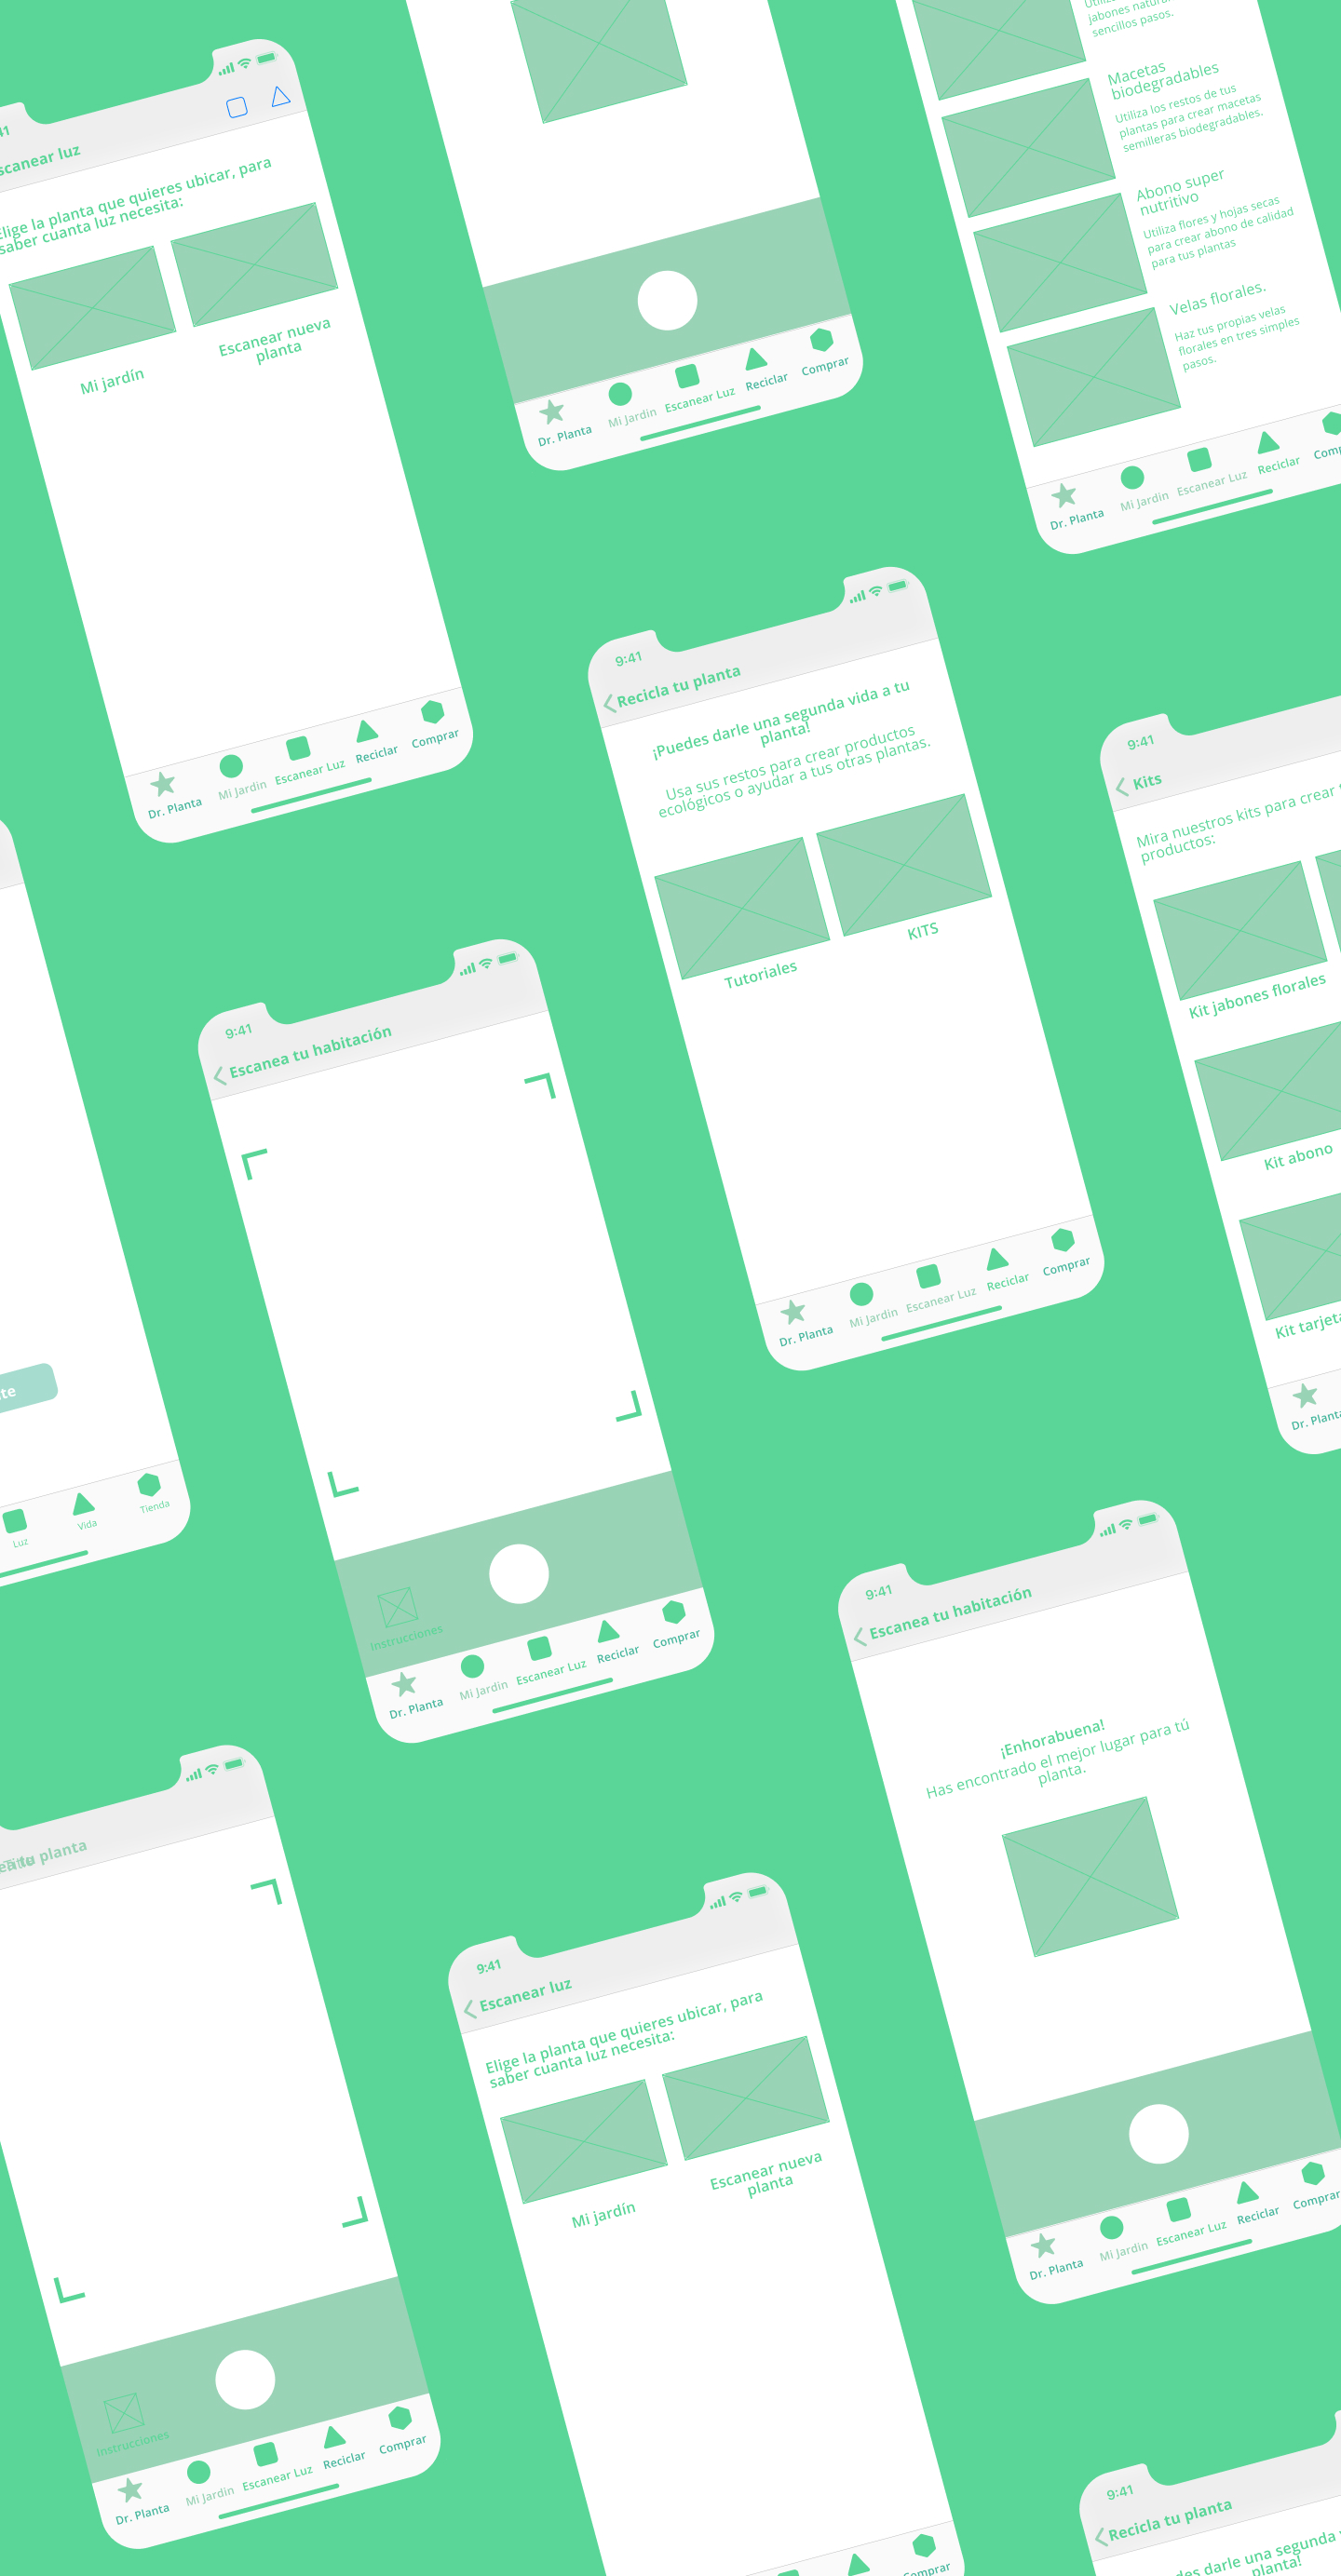 9:41
Escanear luz
Elige la planta que quieres ubicar, para
saber cuanta luz necesita:
Mi jardín
Escanear nueva
planta
Dr. Planta
Mi Jardin
Escanear Luz
Reciclar
Comprar
Dr. Planta
Mi Jardin
Escanear Luz
Reciclar
Comprar
sencillos pasos.
Macetas
biodegradables
Utiliza los restos de tus
plantas para crear macetas
semilleras biodegradables.
Abono super
nutritivo
Utiliza flores y hojas secas
para crear abono de calidad
para tus plantas
Velas florales.
Haz tus propias velas
florales en tres simples
pasos.
Dr. Planta
Mi Jardin
Escanear Luz
Reciclar
9:41
Recicla tu planta
¡Puedes darle una segunda vida a tu
planta!
Usa sus restos para crear productos
ecológicos o ayudar a tus otras plantas.
Tutoriales
KITS
Dr. Planta
Mi Jardin
Escanear Luz
Reciclar
Comprar
9:41
Kits
Mira nuestros kits para crear
productos:
Kit jabones florales
Kit abono
Kit
Dr.
Luz
Vida
Tienda
9:41
Escanea tu habitación
Instrucciones
Dr. Planta
Mi Jardin
Escanear Luz
Reciclar
Comprar
9:41
Escanea tu habitación
¡Enhorabuena!
Has encontrado el mejor lugar para tú
planta.
Dr. Planta
Mi Jardin
Escanear Luz
Reciclar
Comprar
tu planta
Instrucciones
Dr. Planta
Mi Jardin
Escanear Luz
Reciclar
Comprar
9:41
Escanear luz
Elige la planta que quieres ubicar, para
saber cuanta luz necesita:
Mi jardín
Escanear nueva
planta
9:41
Recicla tu planta
darle una segunda
planta!